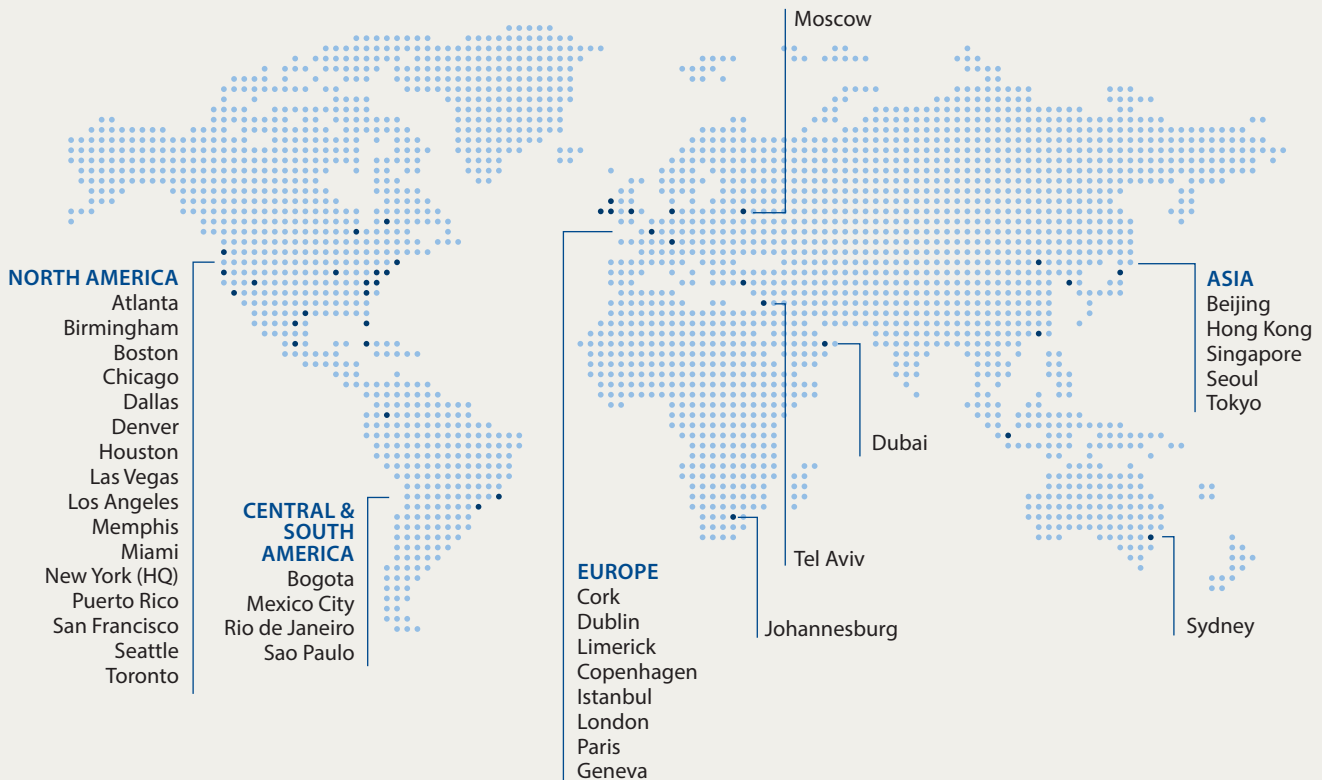 Moscow
NORTH AMERICA
Atlanta
Birmingham
Boston
Chicago
Dallas
Denver
Houston
Las Vegas
Los Angeles
Memphis
Miami
New York (HQ)
Puerto Rico
San Francisco
Seattle
Toronto
CENTRAL &
SOUTH
AMERICA
Bogota
Mexico City
Rio de Janeiro
Sao Paulo
EUROPE
Cork
Dublin
Limerick
Copenhagen
Istanbul
London
Paris
Geneva
Johannesburg
Tel Aviv
Dubai
ASIA
Beijing
Hong Kong
Singapore
Seoul
Tokyo
Sydney